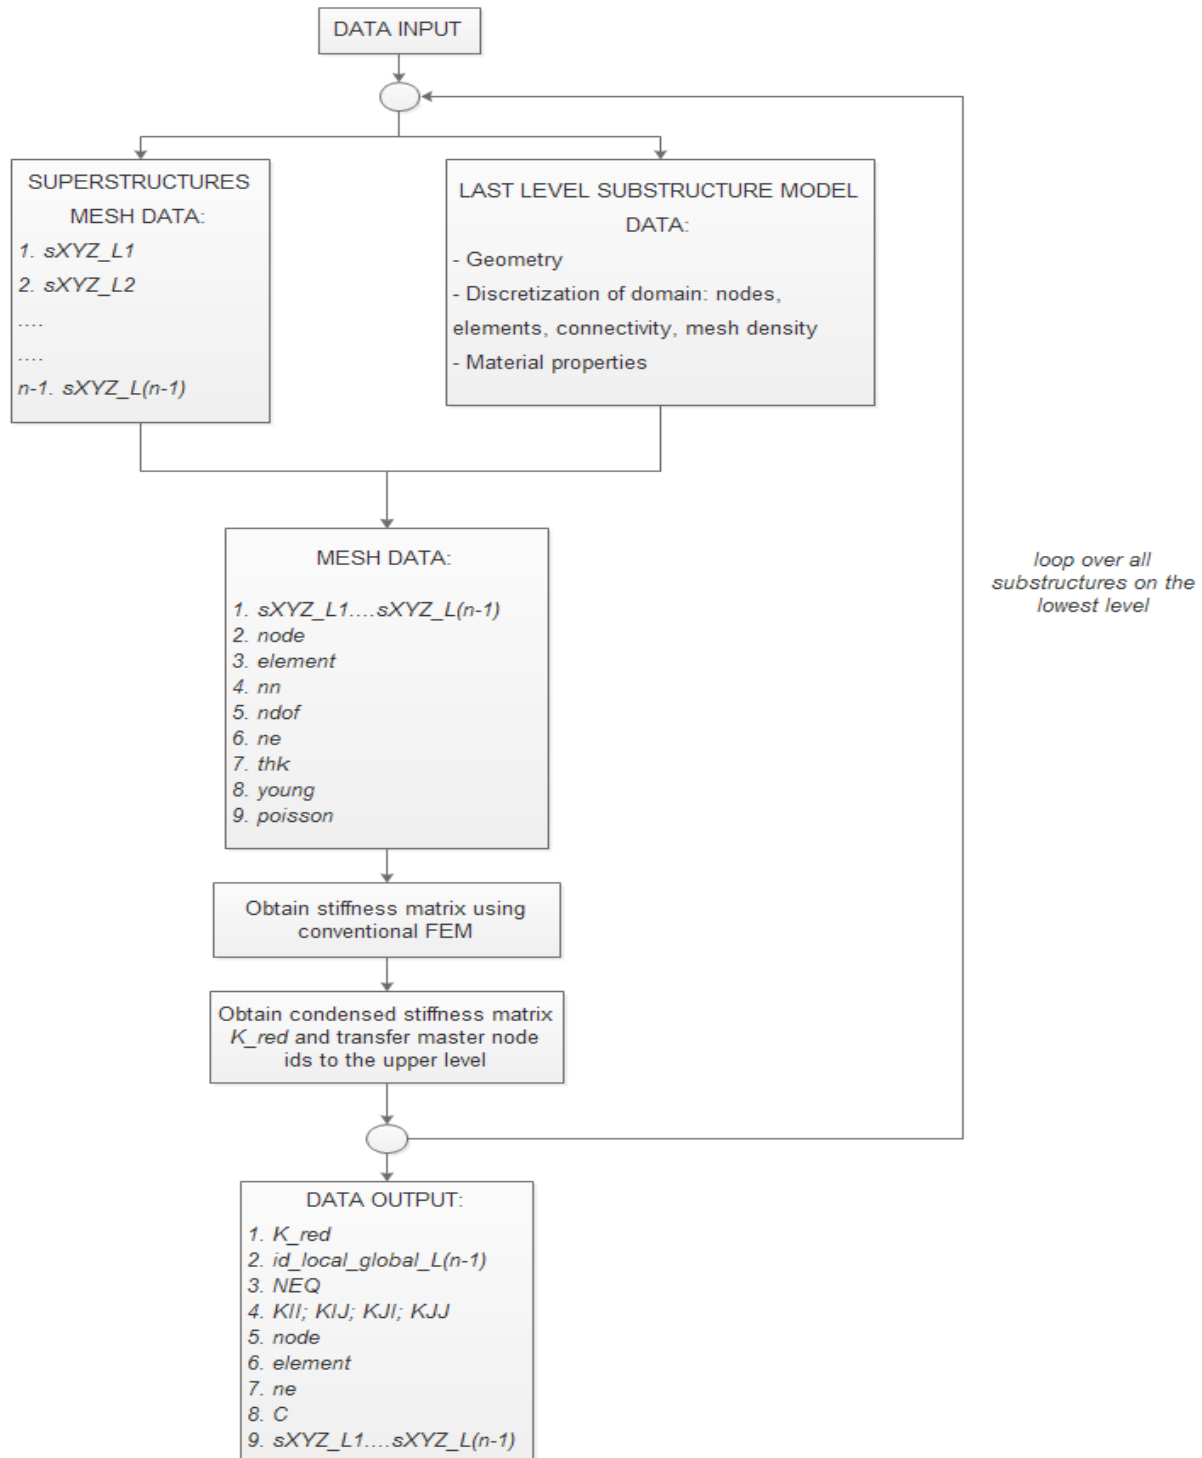 DATA INPUT
SUPERSTRUCTURES
MESH DATA:
1. sXYZ_L1
2. sXYZ_L2
....
....
n-1. sXYZ_L(n-1)
LAST LEVEL SUBSTRUCTURE MODEL
DATA:
- Geometry
- Discretization of domain: nodes,
elements, connectivity, mesh density
- Material properties
MESH DATA:
1. sXYZ_L1....sXYZ_L(n-1)
2. node
3. element
4. nn
5. ndof
6. ne
7. thk
8. young
9. poisson
loop over all
substructures on the
lowest level
Obtain stiffness matrix using
conventional FEM
Obtain condensed stiffness matrix
K_red and transfer master node
ids to the upper level
DATA OUTPUT:
1. K_red
2. id_local_global_L(n-1)
3. NEQ
4. KII; KIJ; KJI; KJJ
5. node
6. element
7. ne
8. C
9. sXYZ_L1....sXYZ_L(n-1)